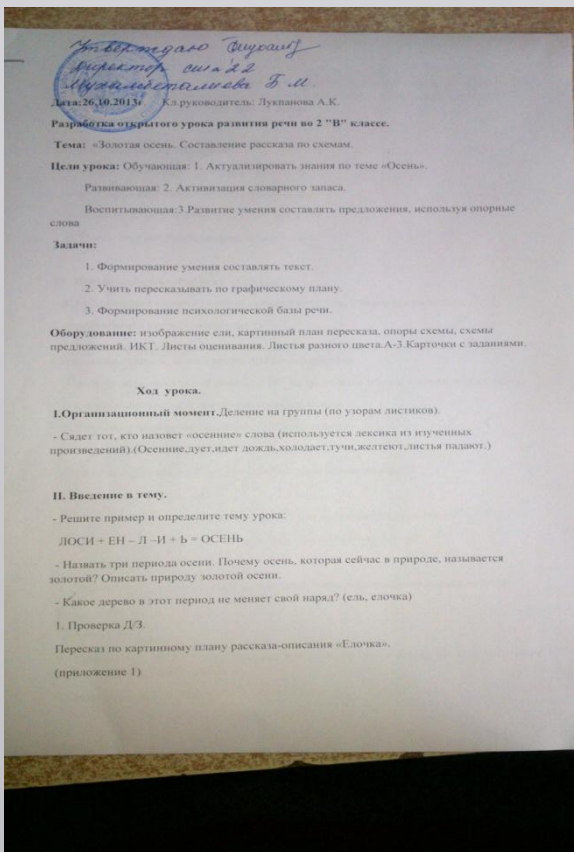 Утверждаю
директор сш №22
Мухамбеталиева Б М.
Дата:26.10.2013г. Кл.руководитель: Лукпанова А.К.
Разработка открытого урока развития речи во 2 "В" классе.
Тема: «Золотая осень. Составление рассказа по схемам.
Цели урока: Обучающая: 1. Актуализировать знания по теме «Осень».
Развивающая: 2. Активизация словарного запаса.
Воспитывающая:3.Развитие умения составлять предложения, используя опорные
слова
Задачи:
1. Формирование умения составлять текст.
2. Учить пересказывать по графическому плану.
3. Формирование психологической базы речи.
Оборудование: изображение ели, картинный план пересказа, опоры схемы, схемы
предложений. ИКТ. Листы оценивания. Листья разного цвета.А-3.Карточки с заданиями.
Ход урока.
I.Организационный момент.Деление на группы (по узорам листиков).
- Сядет тот, кто назовет «осенние» слова (используется лексика из изученных
произведений).(Осенние,дует,идет дождь,холодает,тучи,желтеют,листья падают.)
II. Введение в тему.
- Решите пример и определите тему урока:
ЛОСИ + ЕН – Л –И + Ь = ОСЕНЬ
- Назвать три периода осени. Почему осень, которая сейчас в природе, называется
золотой? Описать природу золотой осени.
- Какое дерево в этот период не меняет свой наряд? (ель, елочка)
1. Проверка Д/З.
Пересказ по картинному плану рассказа-описания «Елочка».
(приложение 1)